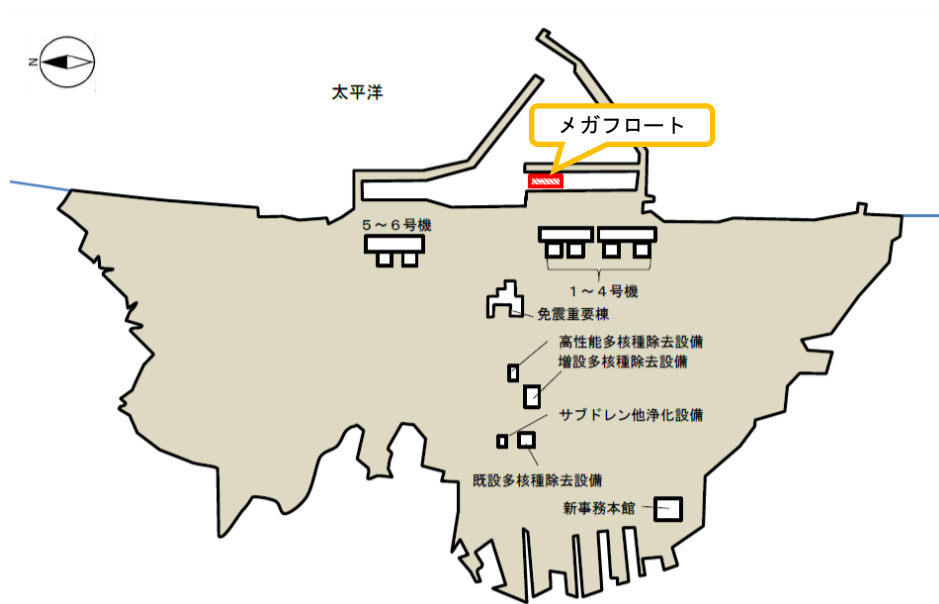 N
太平洋
メガフロート
5～6号機
1～4号機
免震重要棟
高性能多核種除去設備
増設多核種除去設備
サブドレン他浄化設備
既設多核種除去設備
新事務本館